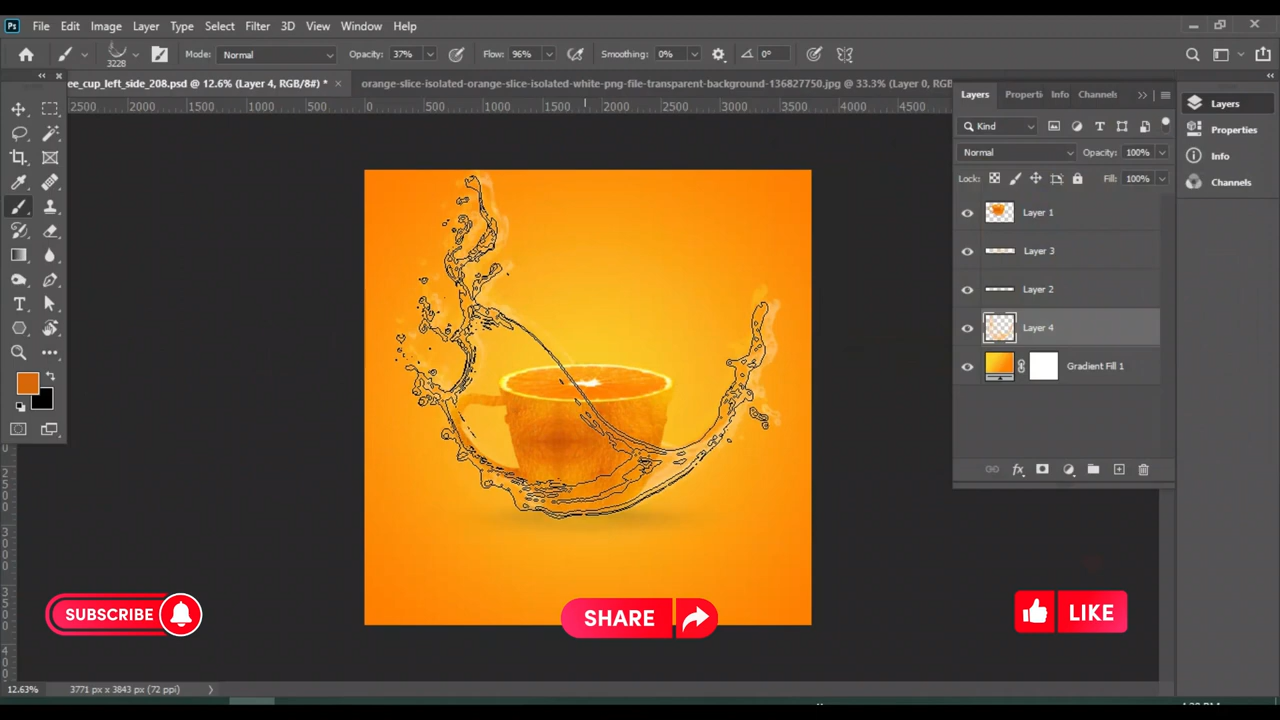 Ps File Edit Image Layer Type Select Filter 3D View Window Help
3228 Mode: Normal Opacity: 37% Flow: 96% Smoothing: 0% 0°
ee_cup_left_side_208.psd @ 12.6% (Layer 4, RGB/8#) * × orange-slice-isolated-orange-slice-isolated-white-png-file-transparent-background-136827750.jpg @ 33.3% (Layer 0, RGB
2500 2000 1500 1000 500 0 500 1000 1500 2000 2500 3000 3500 4000 4500
Layers Properti Info Channels
Kind
Normal Opacity: 100%
Lock: Fill: 100%
Layer 1
Layer 3
Layer 2
Layer 4
Gradient Fill 1
fx
Layers
Properties
Info
Channels
SUBSCRIBE
SHARE
LIKE
12.63% 3771 px x 3843 px (72 ppi)